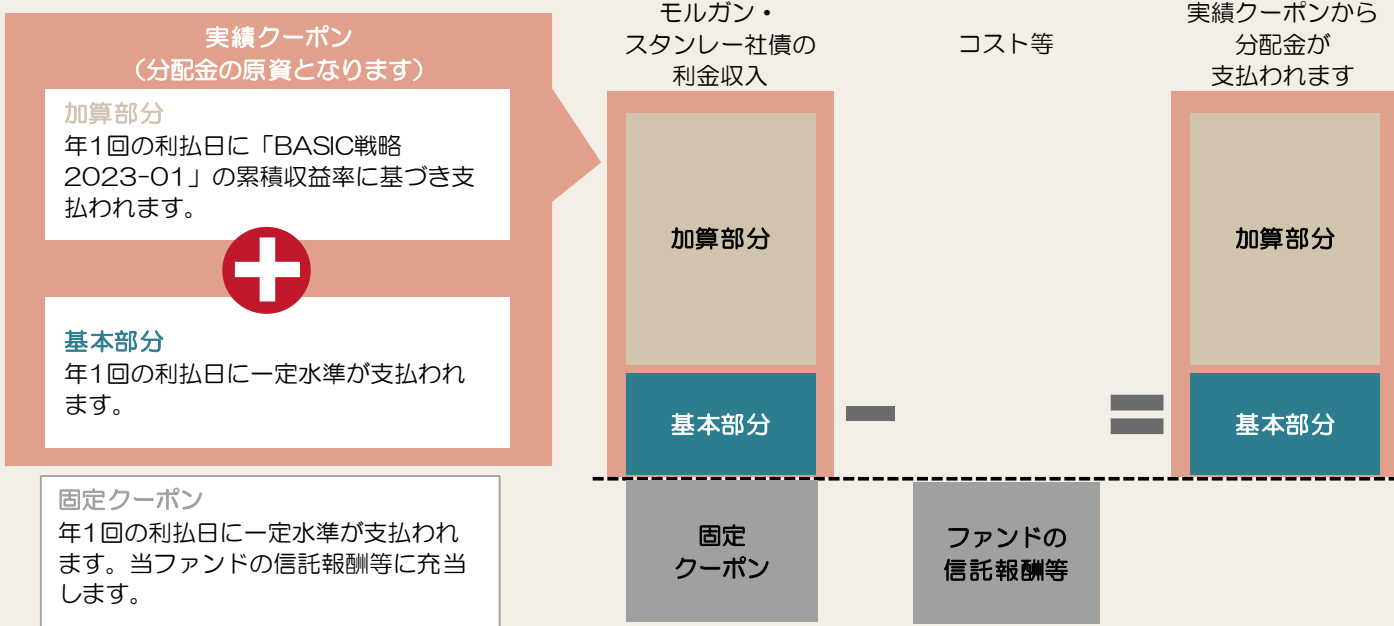 実績クーポン
（分配金の原資となります）
加算部分
年1回の利払日に「BASIC戦略
2023-01」の累積収益率に基づき支
払われます。
基本部分
年1回の利払日に一定水準が支払われ
ます。
固定クーポン
年1回の利払日に一定水準が支払われ
ます。当ファンドの信託報酬等に充当
します。
モルガン・
スタンレー社債の
利金収入
加算部分
基本部分
固定
クーポン
コスト等
ファンドの
信託報酬等
実績クーポンから
分配金が
支払われます
加算部分
基本部分